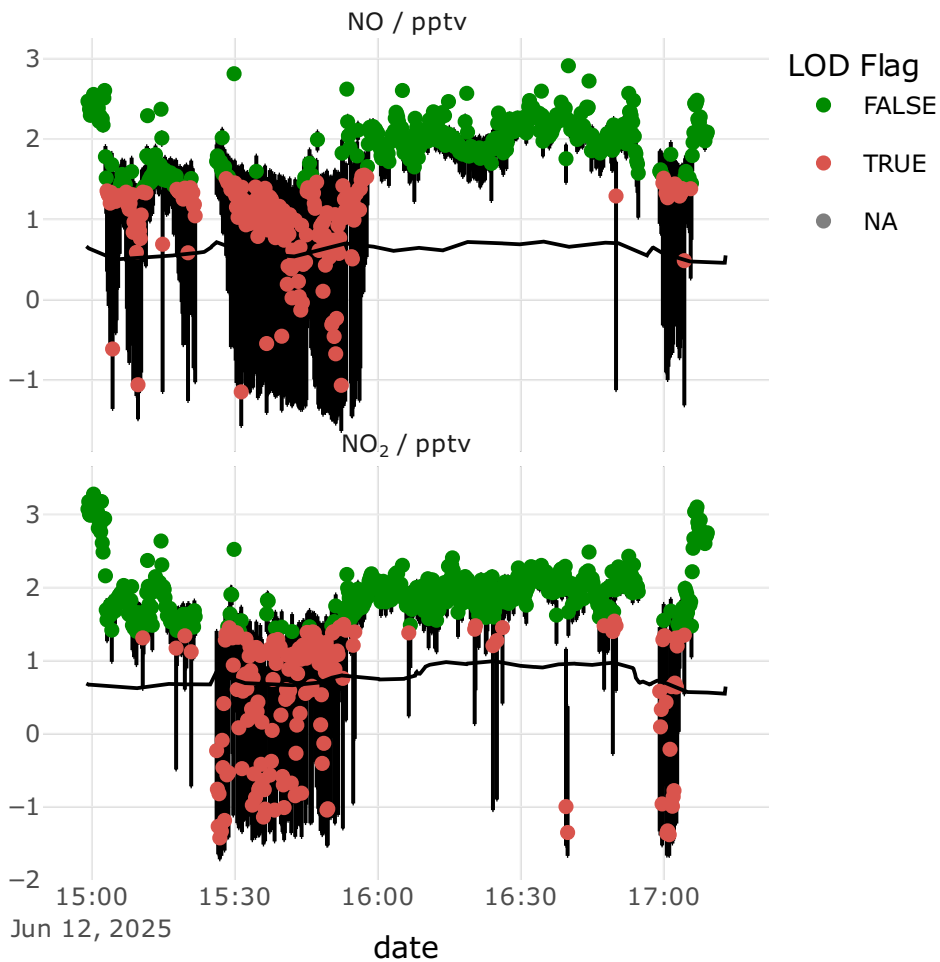 NO / pptv
3
2
1
0
−1
LOD Flag
FALSE
TRUE
NA
NO₂ / pptv
3
2
1
0
−1
−2
15:00 15:30 16:00 16:30 17:00
Jun 12, 2025
date